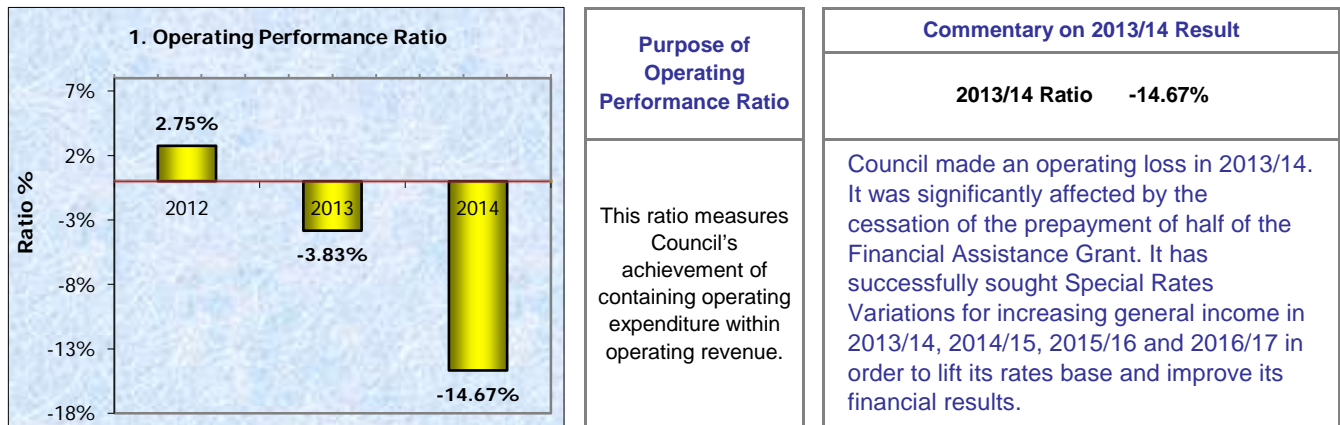 1. Operating Performance Ratio
7%
2%
-3%
-8%
-13%
-18%
Ratio %
2.75%
2012
2013
-3.83%
2014
-14.67%
Purpose of
Operating
Performance Ratio
This ratio measures
Council's
achievement of
containing operating
expenditure within
operating revenue.
Commentary on 2013/14 Result
2013/14 Ratio -14.67%
Council made an operating loss in 2013/14.
It was significantly affected by the
cessation of the prepayment of half of the
Financial Assistance Grant. It has
successfully sought Special Rates
Variations for increasing general income in
2013/14, 2014/15, 2015/16 and 2016/17 in
order to lift its rates base and improve its
financial results.